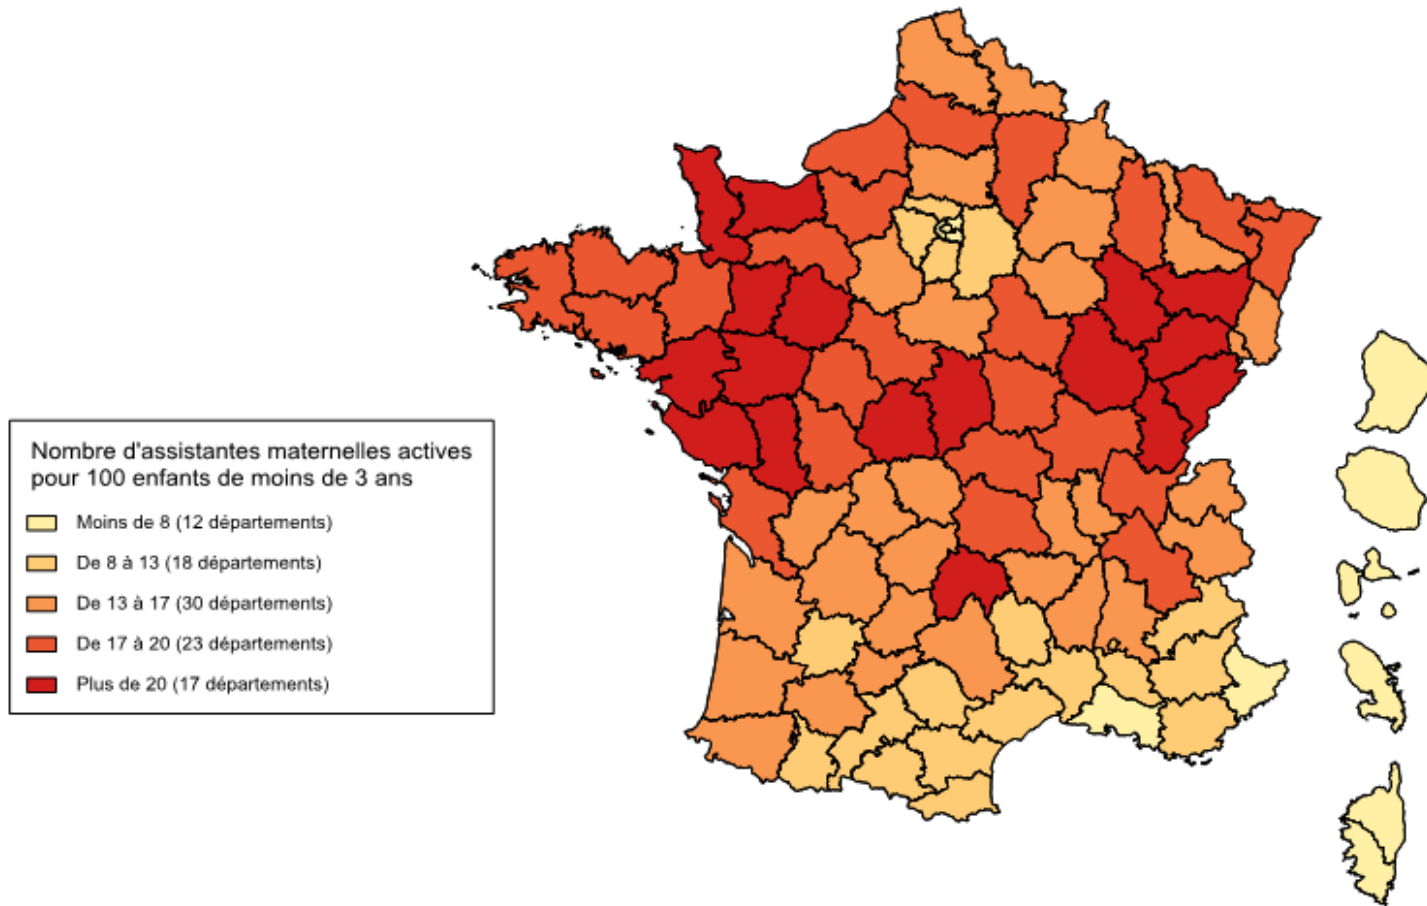 Nombre d'assistantes maternelles actives
pour 100 enfants de moins de 3 ans
Moins de 8 (12 départements)
De 8 à 13 (18 départements)
De 13 à 17 (30 départements)
De 17 à 20 (23 départements)
Plus de 20 (17 départements)